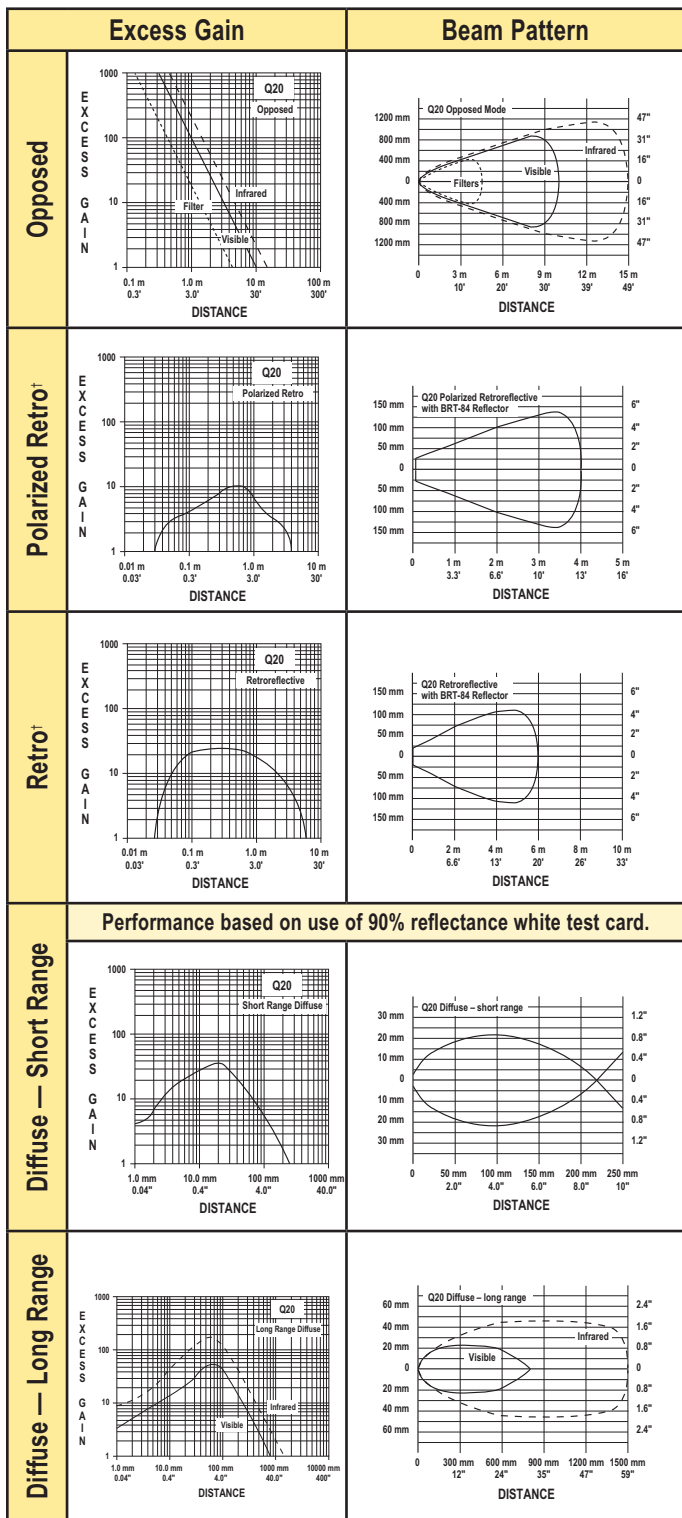 Excess Gain
Beam Pattern
Opposed
EXCESS GAIN
1000
100
10
1
Q20
Opposed
Infrared
Filter
Visible
0.1 m 1.0 m 10 m 100 m
0.3' 3.0' 30' 300'
DISTANCE
Q20 Opposed Mode
1200 mm
800 mm
400 mm
0
400 mm
800 mm
1200 mm
47"
31"
16"
0
16"
31"
47"
Infrared
Visible
Filters
0 3 m 6 m 9 m 12 m 15 m
10' 20' 30' 39' 49'
DISTANCE
Polarized Retro†
EXCESS GAIN
1000
100
10
1
Q20
Polarized Retro
0.01 m 0.1 m 1.0 m 10 m
0.03' 0.3' 3.0' 30'
DISTANCE
Q20 Polarized Retroreflective
with BRT-84 Reflector
150 mm
100 mm
50 mm
0
50 mm
100 mm
150 mm
6"
4"
2"
0
2"
4"
6"
0 1 m 2 m 3 m 4 m 5 m
3.3' 6.6' 10' 13' 16'
DISTANCE
Retro†
EXCESS GAIN
1000
100
10
1
Q20
Retroreflective
0.01 m 0.1 m 1.0 m 10 m
0.03' 0.3' 3.0' 30'
DISTANCE
Q20 Retroreflective
with BRT-84 Reflector
150 mm
100 mm
50 mm
0
50 mm
100 mm
150 mm
6"
4"
2"
0
2"
4"
6"
0 2 m 4 m 6 m 8 m 10 m
6.6' 13' 20' 26' 33'
DISTANCE
Performance based on use of 90% reflectance white test card.
Diffuse — Short Range
EXCESS GAIN
1000
100
10
1
Q20
Short Range Diffuse
1.0 mm 10.0 mm 100 mm 1000 mm
0.04" 0.4" 4.0" 40.0"
DISTANCE
Q20 Diffuse – short range
30 mm
20 mm
10 mm
0
10 mm
20 mm
30 mm
1.2"
0.8"
0.4"
0
0.4"
0.8"
1.2"
0 50 mm 100 mm 150 mm 200 mm 250 mm
2.0" 4.0" 6.0" 8.0" 10"
DISTANCE
Diffuse — Long Range
EXCESS GAIN
1000
100
10
1
Q20
Long Range Diffuse
Infrared
Visible
1.0 mm 10.0 mm 100 mm 1000 mm 10000 mm
0.04" 0.4" 4.0" 40.0" 400"
DISTANCE
Q20 Diffuse – long range
60 mm
40 mm
20 mm
0
20 mm
40 mm
60 mm
2.4"
1.6"
0.8"
0
0.8"
1.6"
2.4"
Infrared
Visible
0 300 mm 600 mm 900 mm 1200 mm 1500 mm
12" 24" 35" 47" 59"
DISTANCE